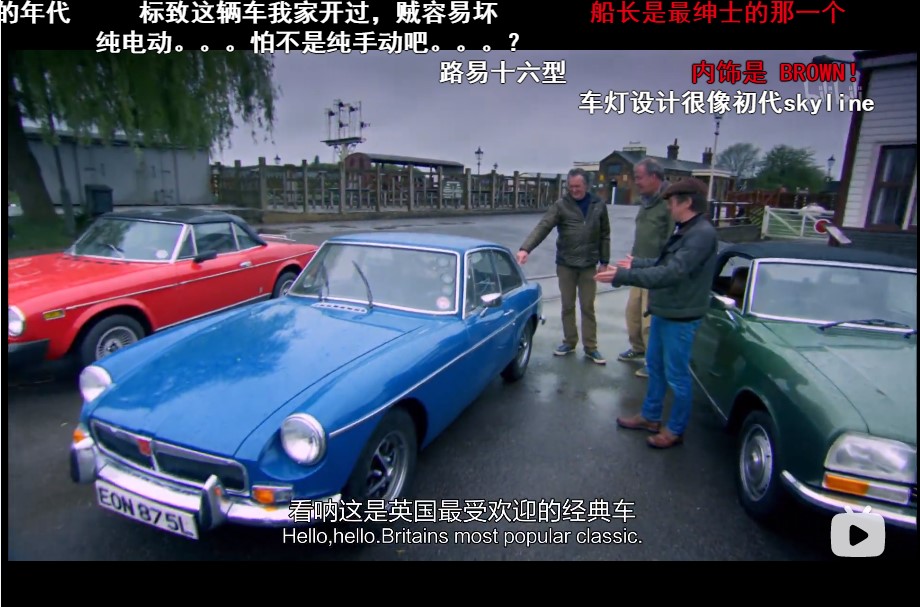 的年代
标致这辆车我家开过，贼容易坏
船长是最绅士的那一个
纯电动。。。怕不是纯手动吧。。。？
路易十六型
内饰是 BROWN!
车灯设计很像初代skyline
EON 875L
看呐这是英国最受欢迎的经典车
Hello,hello.Britains most popular classic.